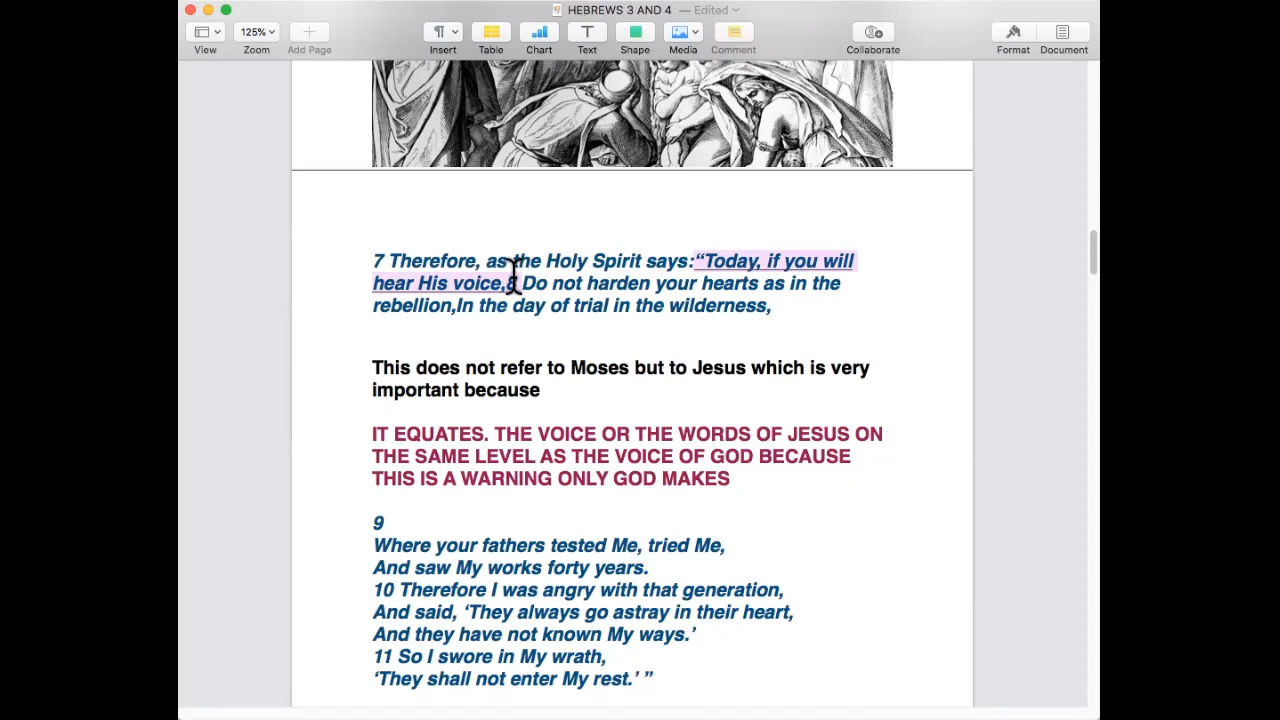 HEBREWS 3 AND 4 — Edited
125%
View Zoom Add Page Insert Table Chart Text Shape Media Comment Collaborate Format Document
7 Therefore, as the Holy Spirit says:“Today, if you will
hear His voice,8 Do not harden your hearts as in the
rebellion,In the day of trial in the wilderness,
This does not refer to Moses but to Jesus which is very
important because
IT EQUATES. THE VOICE OR THE WORDS OF JESUS ON
THE SAME LEVEL AS THE VOICE OF GOD BECAUSE
THIS IS A WARNING ONLY GOD MAKES
9
Where your fathers tested Me, tried Me,
And saw My works forty years.
10 Therefore I was angry with that generation,
And said, ‘They always go astray in their heart,
And they have not known My ways.’
11 So I swore in My wrath,
‘They shall not enter My rest.’ ”